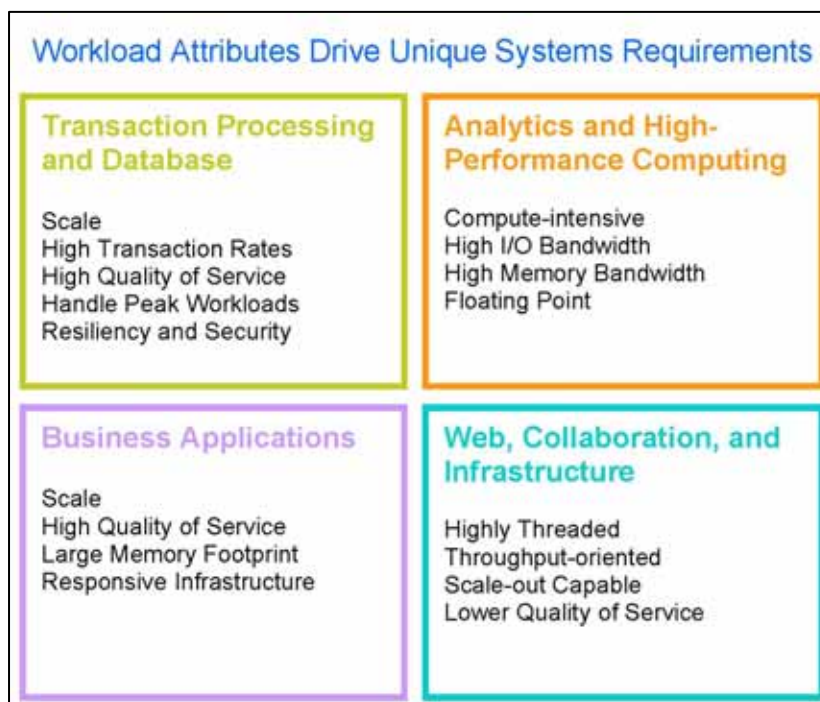 Workload Attributes Drive Unique Systems Requirements
Transaction Processing
and Database
Scale
High Transaction Rates
High Quality of Service
Handle Peak Workloads
Resiliency and Security
Analytics and High-
Performance Computing
Compute-intensive
High I/O Bandwidth
High Memory Bandwidth
Floating Point
Business Applications
Scale
High Quality of Service
Large Memory Footprint
Responsive Infrastructure
Web, Collaboration, and
Infrastructure
Highly Threaded
Throughput-oriented
Scale-out Capable
Lower Quality of Service